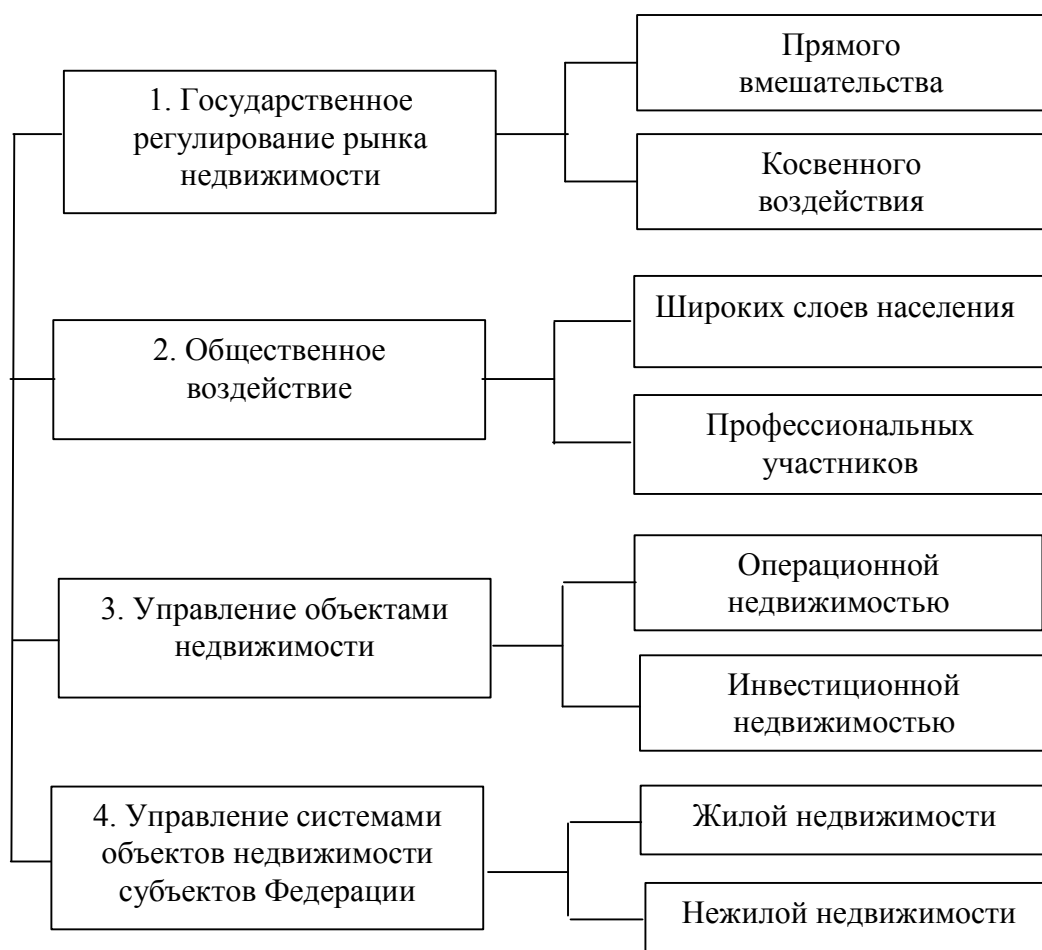 1. Государственное
регулирование рынка
недвижимости
Прямого
вмешательства
Косвенного
воздействия
2. Общественное
воздействие
Широких слоев населения
Профессиональных
участников
3. Управление объектами
недвижимости
Операционной
недвижимостью
Инвестиционной
недвижимостью
4. Управление системами
объектов недвижимости
субъектов Федерации
Жилой недвижимости
Нежилой недвижимости